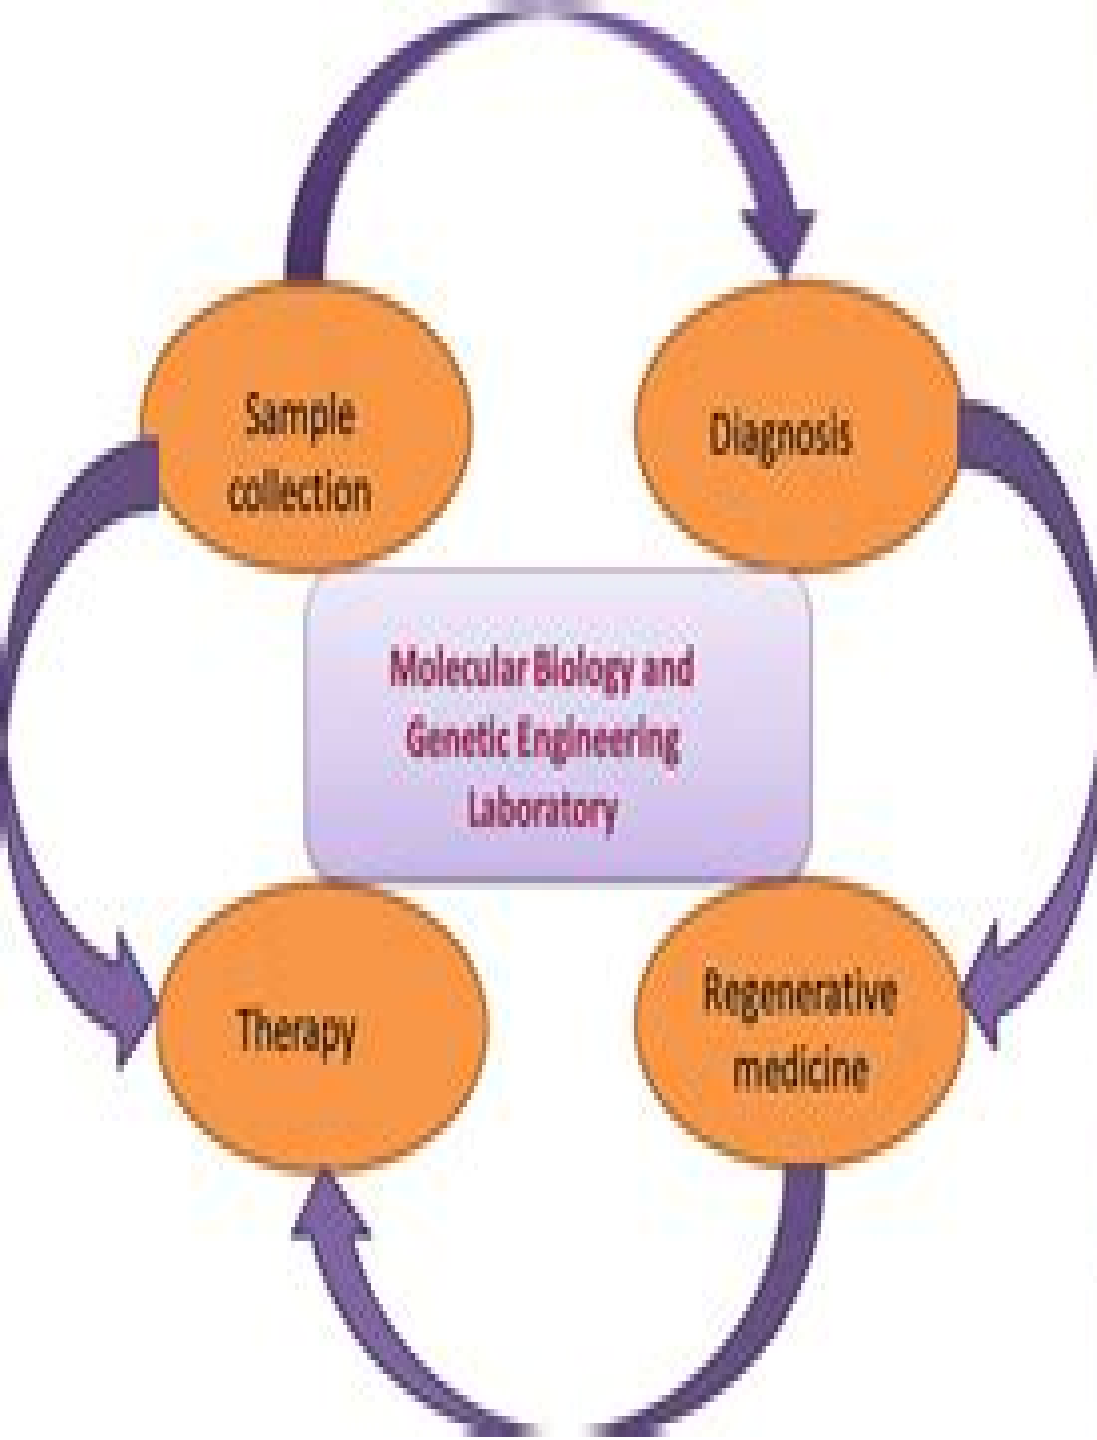 Sample
collection
Diagnosis
Molecular Biology and
Genetic Engineering
Laboratory
Therapy
Regenerative
medicine